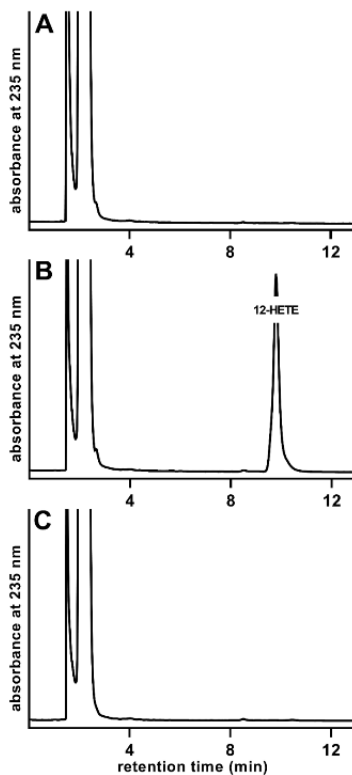 A
absorbance at 235 nm
4 8 12
B
absorbance at 235 nm
12-HETE
4 8 12
C
absorbance at 235 nm
4 8 12
retention time (min)